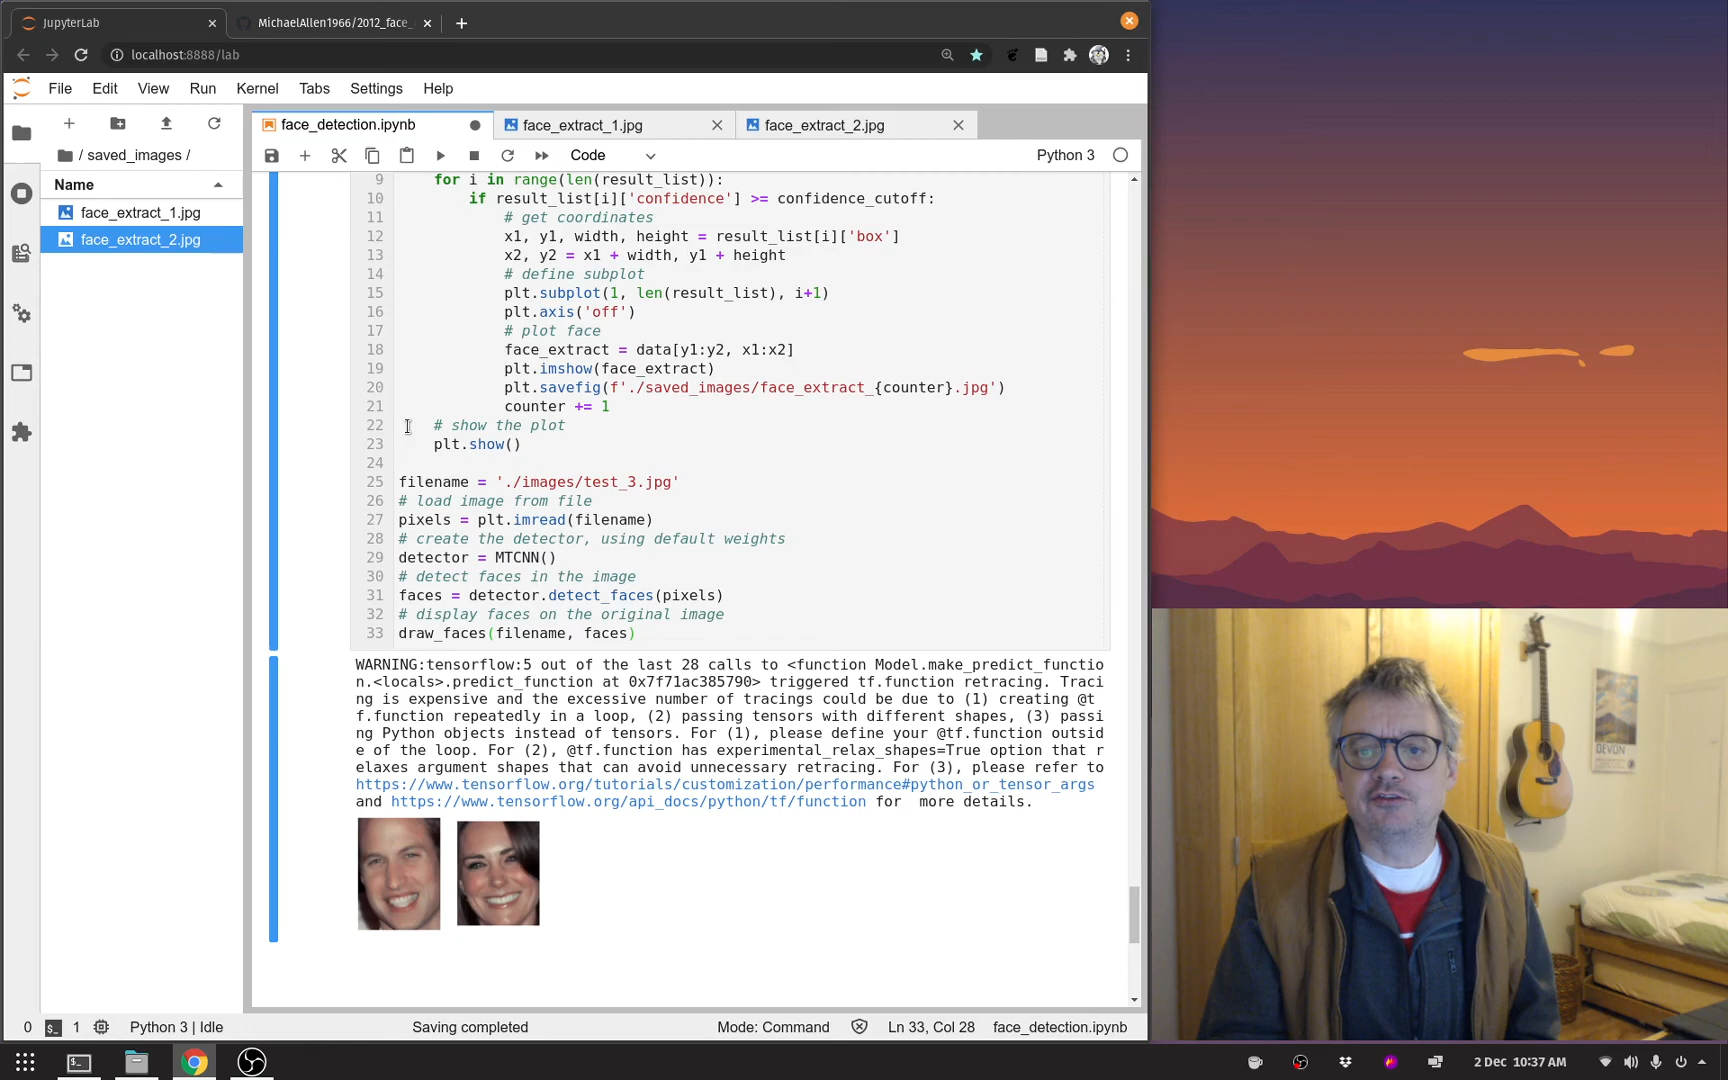 JupyterLab
MichaelAllen1966/2012_face_
localhost:8888/lab
File Edit View Run Kernel Tabs Settings Help
face_detection.ipynb
face_extract_1.jpg
face_extract_2.jpg
/ saved_images /
Code
Python 3
Name
face_extract_1.jpg
face_extract_2.jpg
9 for i in range(len(result_list)):
10 if result_list[i]['confidence'] >= confidence_cutoff:
11 # get coordinates
12 x1, y1, width, height = result_list[i]['box']
13 x2, y2 = x1 + width, y1 + height
14 # define subplot
15 plt.subplot(1, len(result_list), i+1)
16 plt.axis('off')
17 # plot face
18 face_extract = data[y1:y2, x1:x2]
19 plt.imshow(face_extract)
20 plt.savefig(f'./saved_images/face_extract_{counter}.jpg')
21 counter += 1
22 # show the plot
23 plt.show()
24
25 filename = './images/test_3.jpg'
26 # load image from file
27 pixels = plt.imread(filename)
28 # create the detector, using default weights
29 detector = MTCNN()
30 # detect faces in the image
31 faces = detector.detect_faces(pixels)
32 # display faces on the original image
33 draw_faces(filename, faces)
WARNING:tensorflow:5 out of the last 28 calls to <function Model.make_predict_functio
n.<locals>.predict_function at 0x7f71ac385790> triggered tf.function retracing. Traci
ng is expensive and the excessive number of tracings could be due to (1) creating @t
f.function repeatedly in a loop, (2) passing tensors with different shapes, (3) passi
ng Python objects instead of tensors. For (1), please define your @tf.function outsid
e of the loop. For (2), @tf.function has experimental_relax_shapes=True option that r
elaxes argument shapes that can avoid unnecessary retracing. For (3), please refer to
https://www.tensorflow.org/tutorials/customization/performance#python_or_tensor_args
and https://www.tensorflow.org/api_docs/python/tf/function for more details.
DEVON
0 1 Python 3 | Idle Saving completed Mode: Command Ln 33, Col 28 face_detection.ipynb
2 Dec 10:37 AM